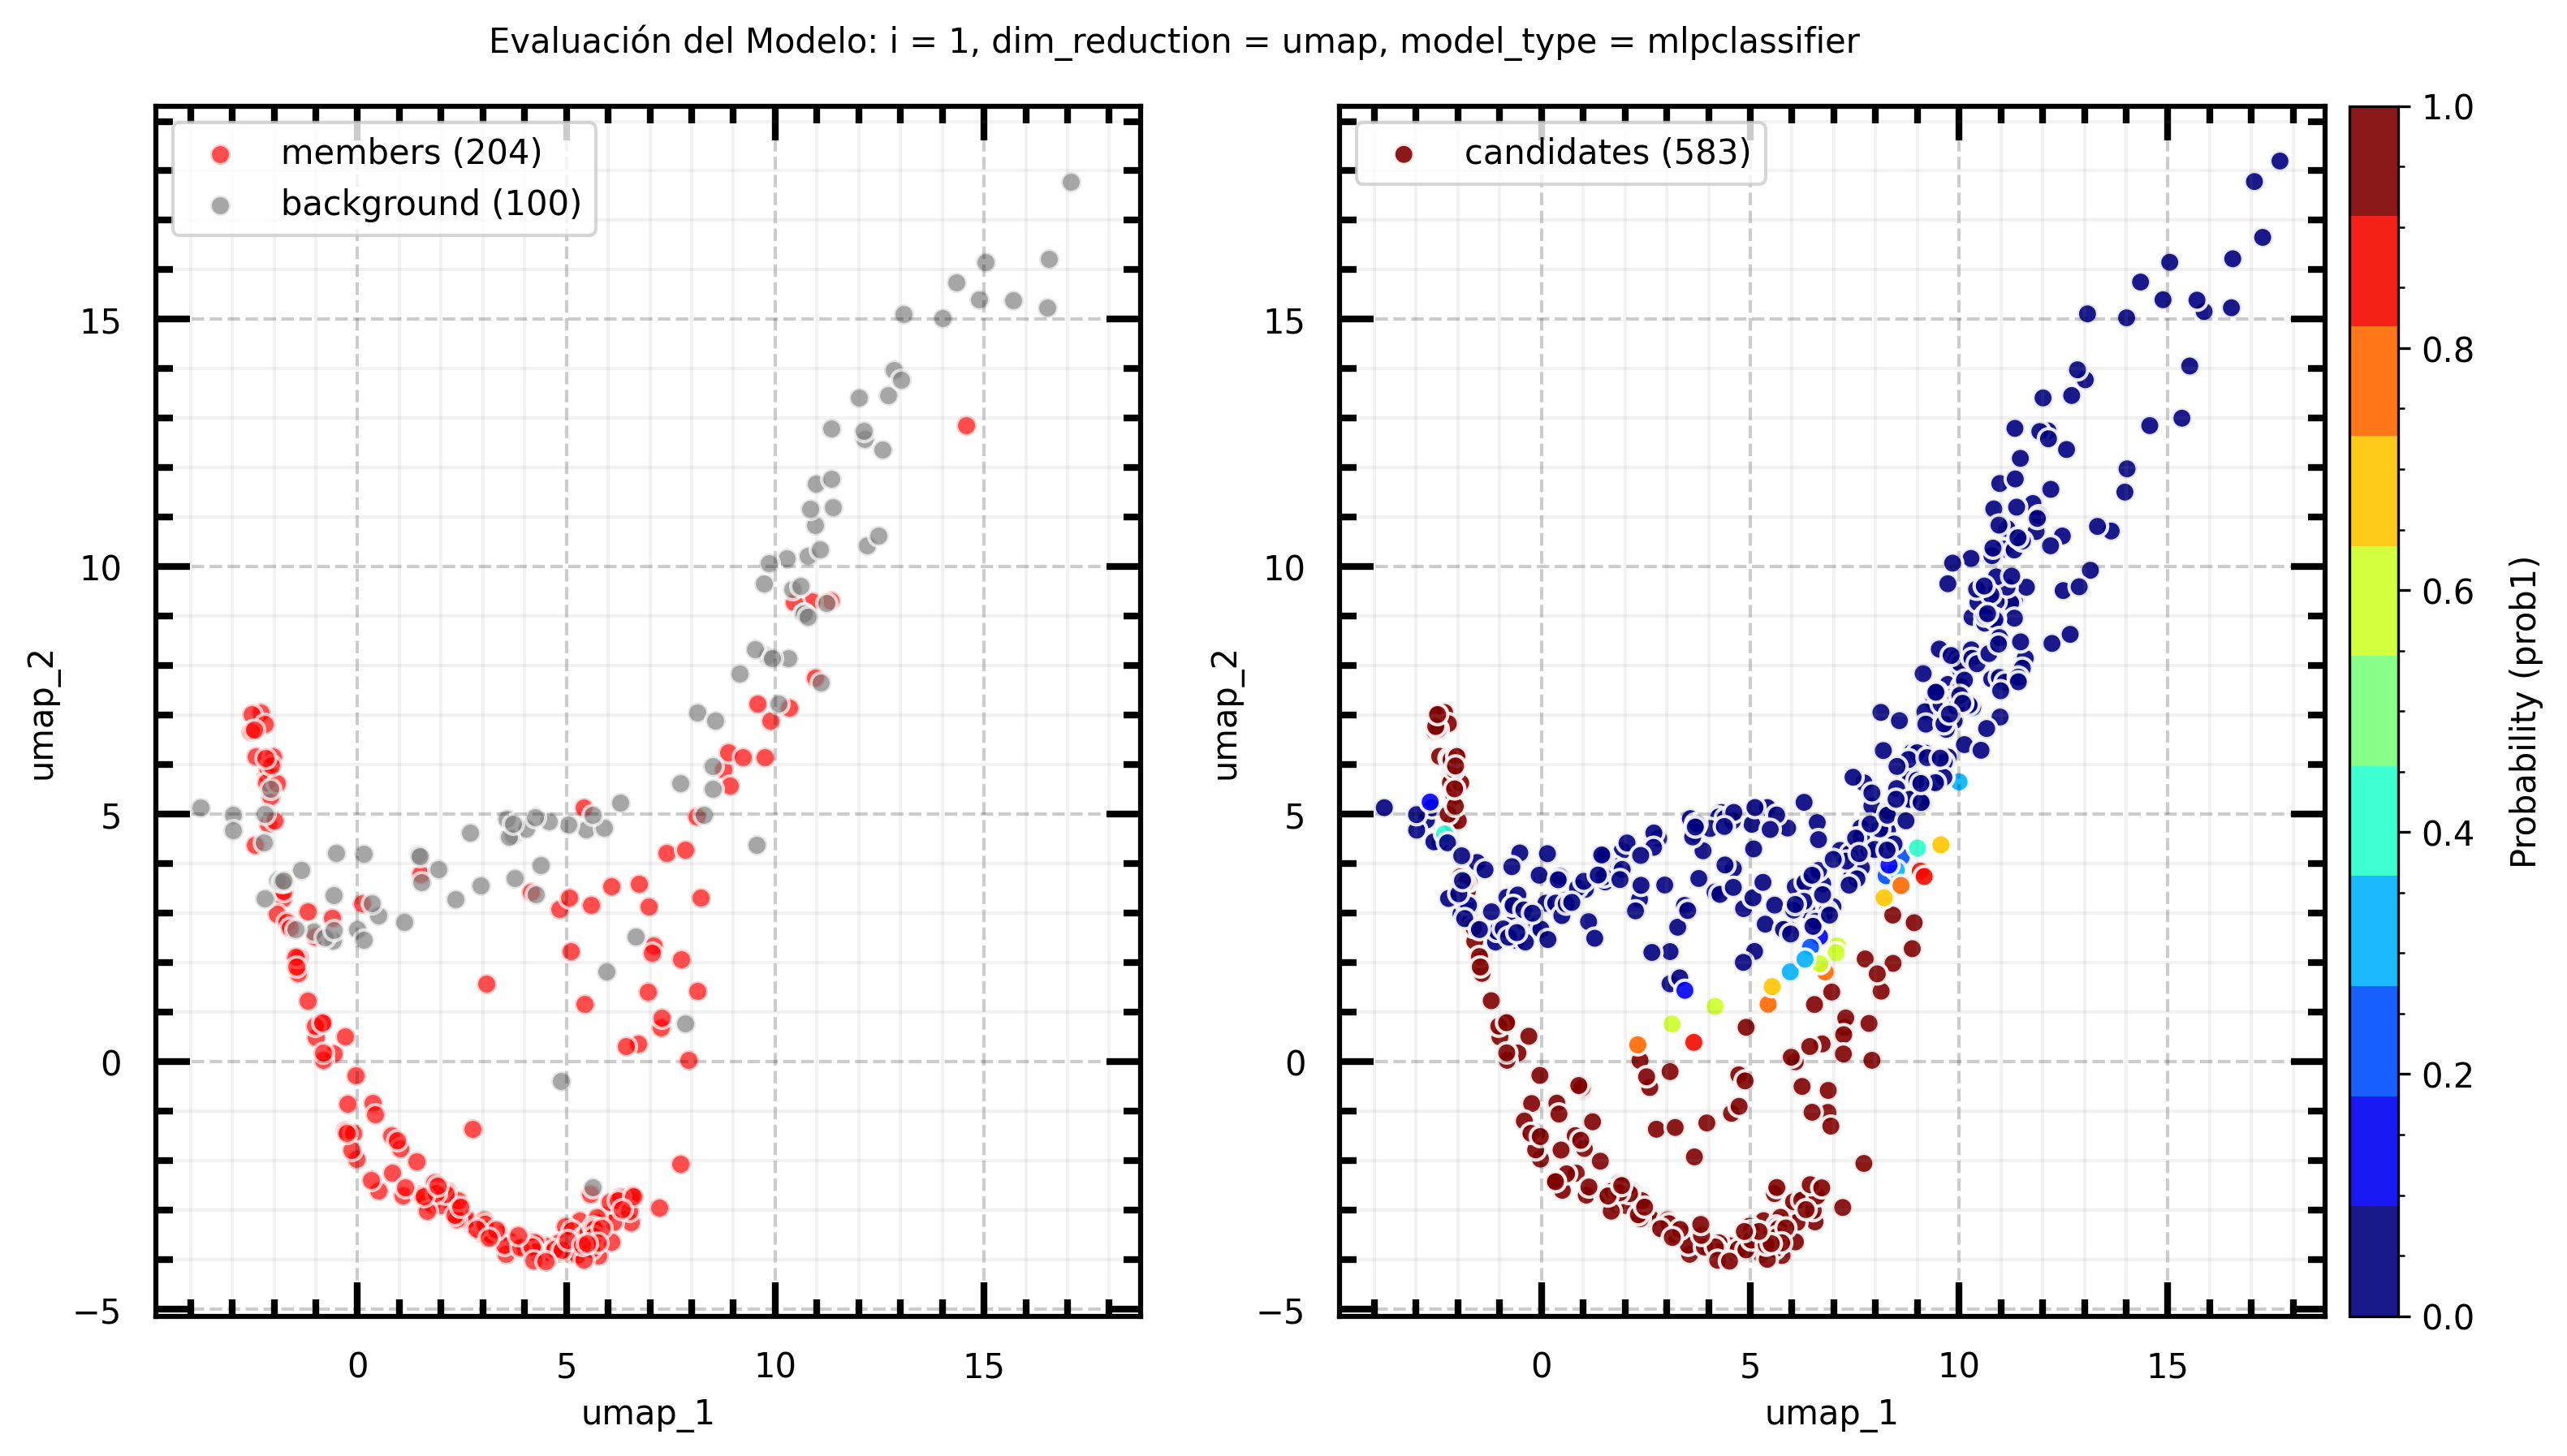 Evaluación del Modelo: i = 1, dim_reduction = umap, model_type = mlpclassifier
members (204)
background (100)
15
10
5
0
−5
umap_2
0 5 10 15
umap_1
candidates (583)
15
10
5
0
−5
umap_2
0 5 10 15
umap_1
1.0
0.8
0.6
0.4
0.2
0.0
Probability (prob1)